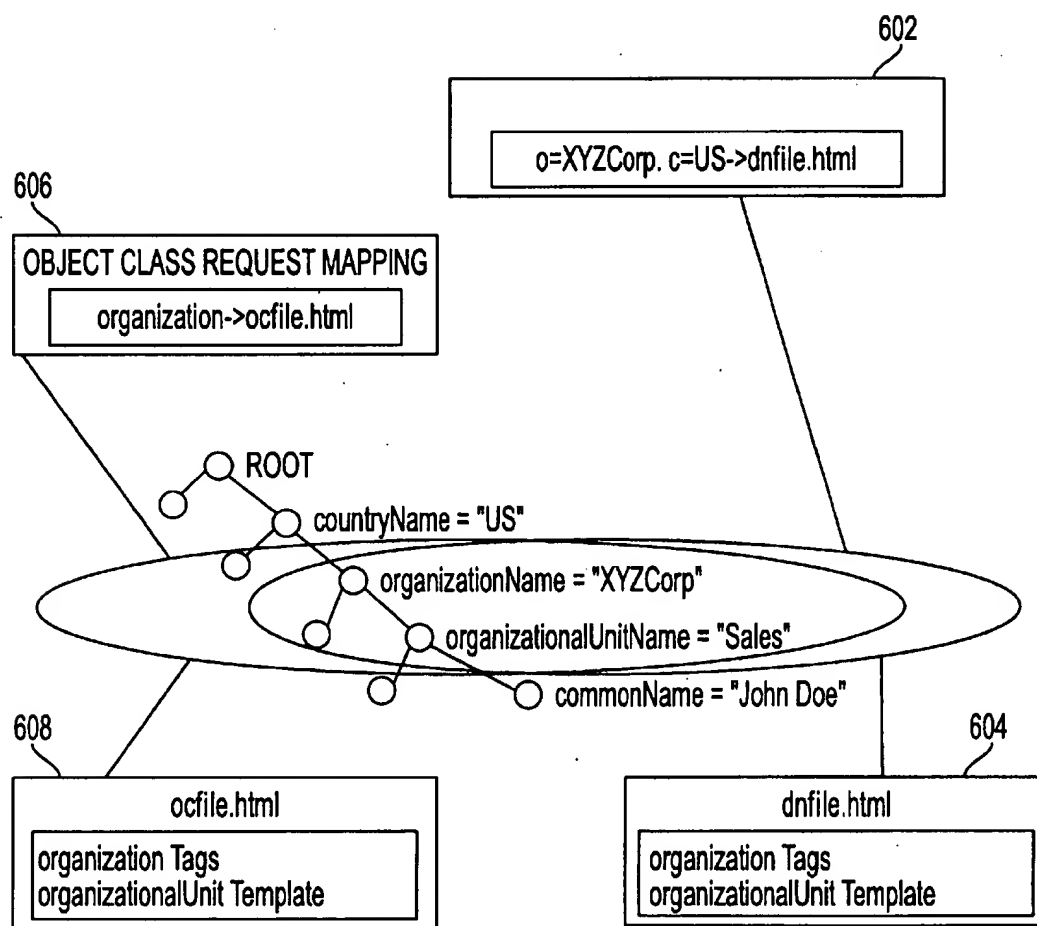 602
o=XYZCorp. c=US->dnfile.html
606
OBJECT CLASS REQUEST MAPPING
organization->ocfile.html
ROOT
countryName = "US"
organizationName = "XYZCorp"
organizationalUnitName = "Sales"
commonName = "John Doe"
608
ocfile.html
organization Tags
organizationalUnit Template
604
dnfile.html
organization Tags
organizationalUnit Template